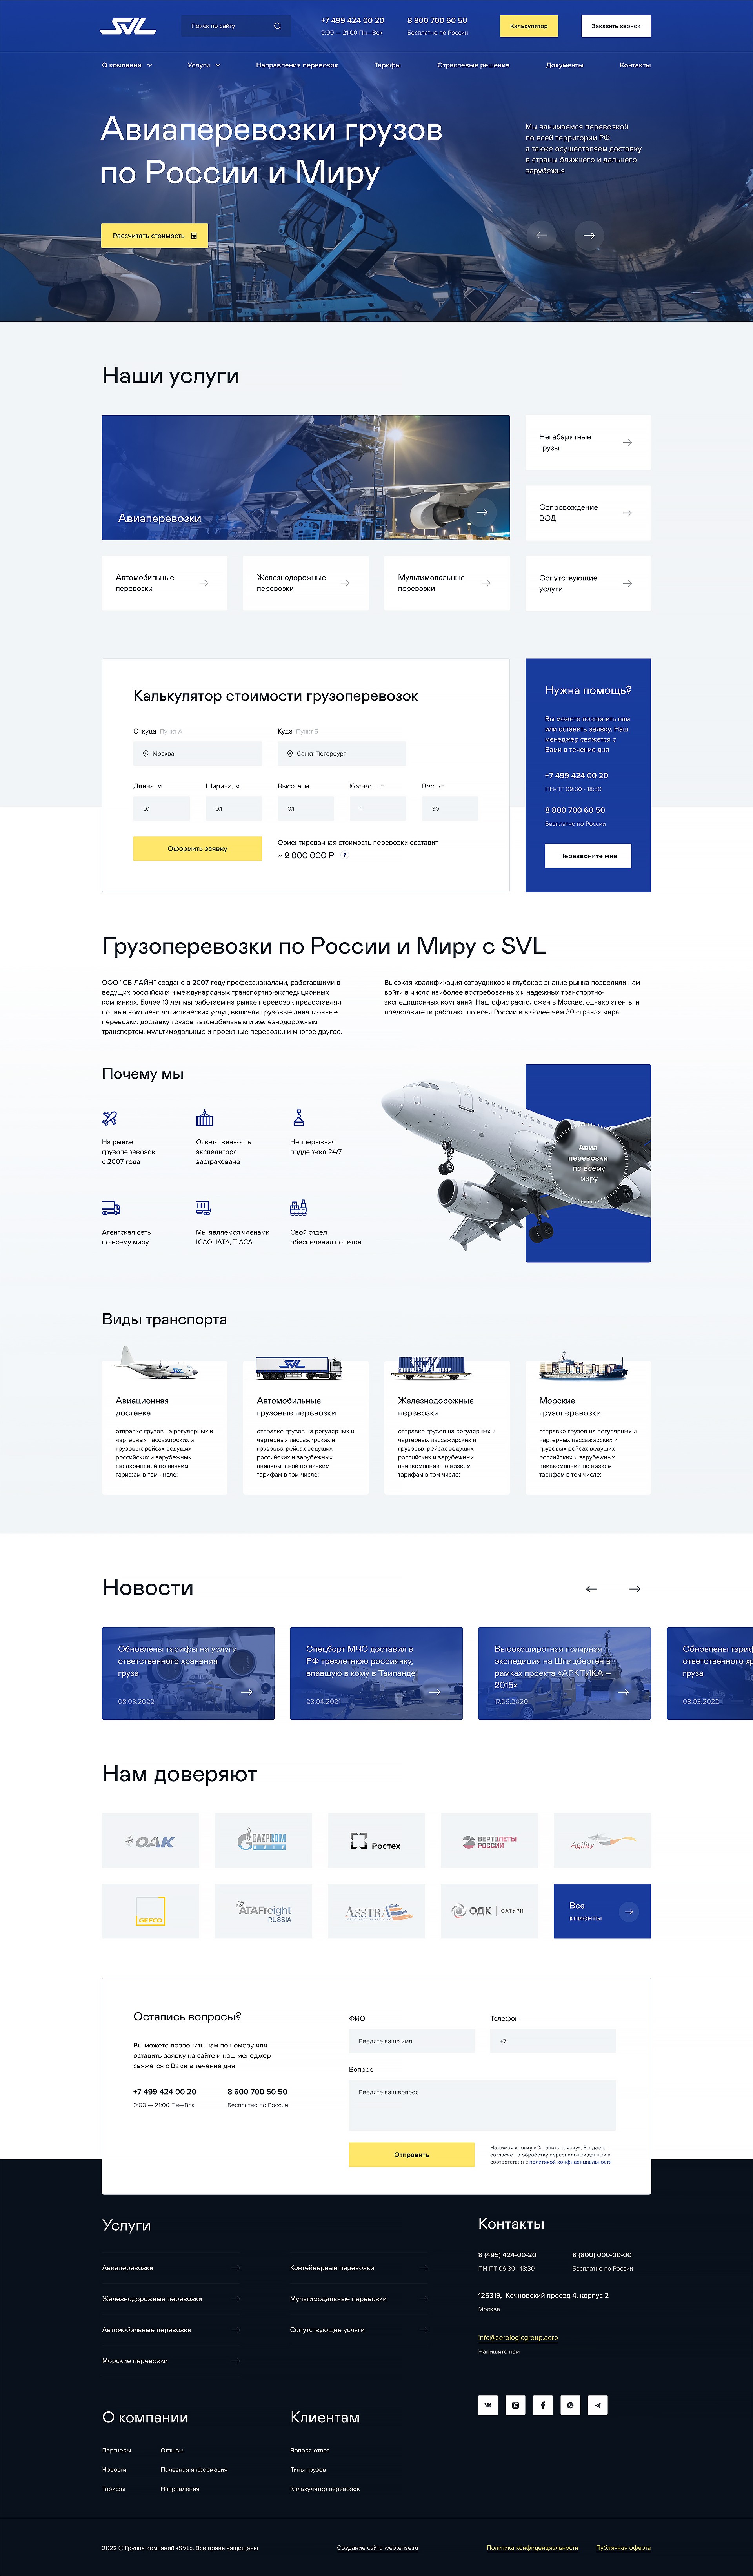 SVL
Поиск по сайту
+7 499 424 00 20
9:00 — 21:00 Пн—Вск
8 800 700 60 50
Бесплатно по России
Калькулятор
Заказать звонок
О компании
Услуги
Направления перевозок
Тарифы
Отраслевые решения
Документы
Контакты
Авиаперевозки грузов
по России и Миру
Мы занимаемся перевозкой
по всей территории РФ,
а также осуществляем доставку
в страны ближнего и дальнего
зарубежья
Рассчитать стоимость
Наши услуги
Авиаперевозки
Негабаритные
грузы
Сопровождение
ВЭД
Автомобильные
перевозки
Железнодорожные
перевозки
Мультимодальные
перевозки
Сопутствующие
услуги
Калькулятор стоимости грузоперевозок
Откуда Пункт А
Куда Пункт Б
Москва
Санкт-Петербург
Длина, м
Ширина, м
Высота, м
Кол-во, шт
Вес, кг
0.1
0.1
0.1
1
30
Оформить заявку
Ориентировачная стоимость перевозки составит
~ 2 900 000 ₽ ?
Нужна помощь?
Вы можете позвонить нам
или оставить заявку. Наш
менеджер свяжется с
Вами в течение дня
+7 499 424 00 20
ПН-ПТ 09:30 - 18:30
8 800 700 60 50
Бесплатно по России
Перезвоните мне
Грузоперевозки по России и Миру с SVL
ООО "СВ ЛАЙН" создано в 2007 году профессионалами, работавшими в
ведущих российских и международных транспортно-экспедиционных
компаниях. Более 13 лет мы работаем на рынке перевозок предоставляя
полный комплекс логистических услуг, включая грузовые авиационные
перевозки, доставку грузов автомобильным и железнодорожным
транспортом, мультимодальные и проектные перевозки и многое другое.
Высокая квалификация сотрудников и глубокое знание рынка позволили нам
войти в число наиболее востребованных и надежных транспортно-
экспедиционных компаний. Наш офис расположен в Москве, однако агенты и
представители работают по всей России и в более чем 30 странах мира.
Почему мы
На рынке
грузоперевозок
с 2007 года
Ответственность
экспедитора
застрахована
Непрерывная
поддержка 24/7
Агентская сеть
по всему миру
Мы являемся членами
ICAO, IATA, TIACA
Свой отдел
обеспечения полетов
Авиа
перевозки
по всему
миру
Виды транспорта
SVL
SVL
SVL
Авиационная
доставка
отправке грузов на регулярных и
чартерных пассажирских и
грузовых рейсах ведущих
российских и зарубежных
авиакомпаний по низким
тарифам в том числе:
Автомобильные
грузовые перевозки
отправке грузов на регулярных и
чартерных пассажирских и
грузовых рейсах ведущих
российских и зарубежных
авиакомпаний по низким
тарифам в том числе:
Железнодорожные
перевозки
отправке грузов на регулярных и
чартерных пассажирских и
грузовых рейсах ведущих
российских и зарубежных
авиакомпаний по низким
тарифам в том числе:
Морские
грузоперевозки
отправке грузов на регулярных и
чартерных пассажирских и
грузовых рейсах ведущих
российских и зарубежных
авиакомпаний по низким
тарифам в том числе:
Новости
Обновлены тарифы на услуги
ответственного хранения
груза
08.03.2022
Спецборт МЧС доставил в
РФ трехлетнюю россиянку,
впавшую в кому в Таиланде
23.04.2021
Высокоширотная полярная
экспедиция на Шпицберген в
рамках проекта «АРКТИКА –
2015»
17.09.2020
Обновлены тариф
ответственного хр
груза
08.03.2022
Нам доверяют
ОАК
GAZPROM
AVIA
Ростех
ВЕРТОЛЕТЫ
РОССИИ
Agility
GEFCO
ATAFreight
RUSSIA
ASSTRA
ОДК САТУРН
Все
клиенты
Остались вопросы?
Вы можете позвонить нам по номеру или
оставить заявку на сайте и наш менеджер
свяжется с Вами в течение дня
+7 499 424 00 20
9:00 — 21:00 Пн—Вск
8 800 700 60 50
Бесплатно по России
ФИО
Введите ваше имя
Телефон
+7
Вопрос
Введите ваш вопрос
Отправить
Нажимая кнопку «Оставить заявку», Вы даете
согласие на обработку персональных данных в
соответствии с политикой конфиденциальности
Услуги
Авиаперевозки
Железнодорожные перевозки
Автомобильные перевозки
Морские перевозки
Контейнерные перевозки
Мультимодальные перевозки
Сопутствующие услуги
Контакты
8 (495) 424-00-20
ПН-ПТ 09:30 - 18:30
8 (800) 000-00-00
Бесплатно по России
125319, Кочновский проезд 4, корпус 2
Москва
info@aerologicgroup.aero
Напишите нам
О компании
Партнеры
Новости
Тарифы
Отзывы
Полезная информация
Направления
Клиентам
Вопрос-ответ
Типы грузов
Калькулятор перевозок
2022 © Группа компаний «SVL». Все права защищены
Создание сайта webtense.ru
Политика конфиденциальности
Публичная оферта